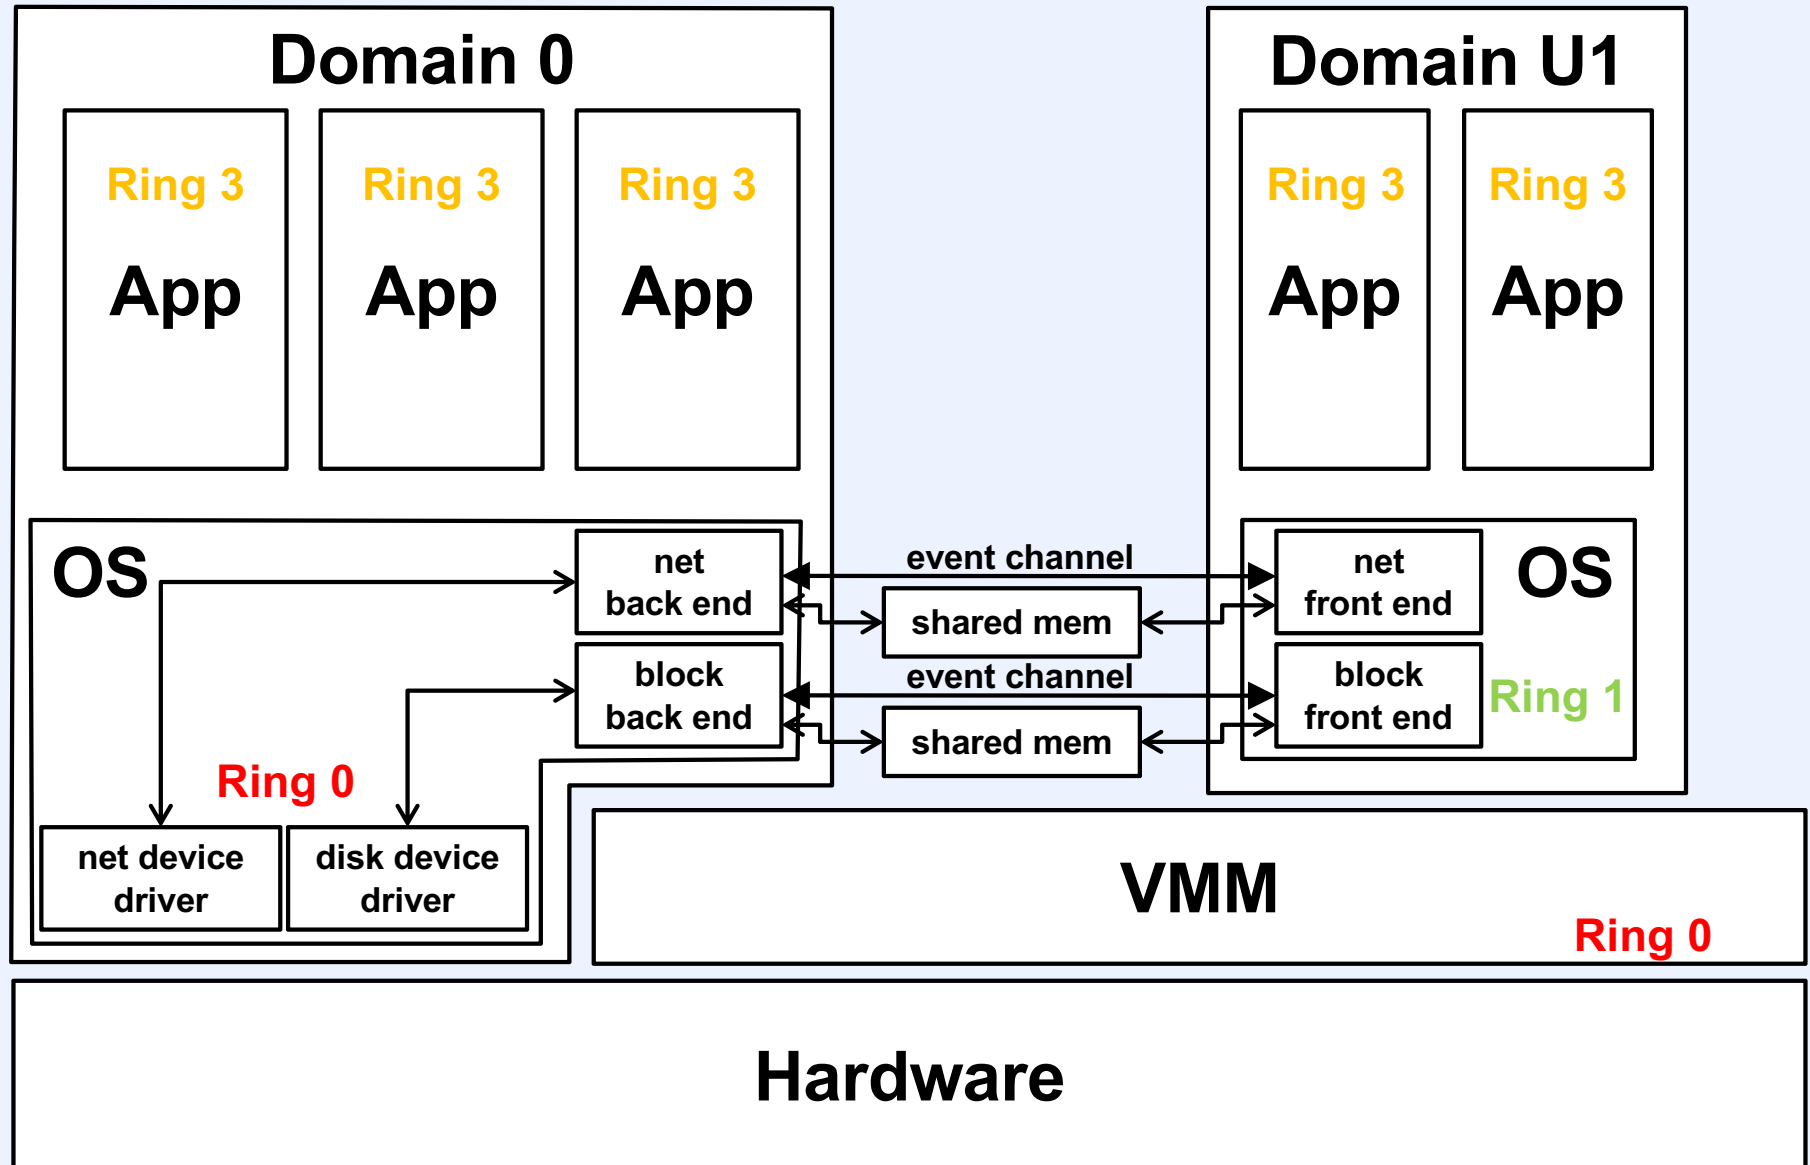 Domain 0
Ring 3
App
Ring 3
App
Ring 3
App
OS
net
back end
block
back end
Ring 0
net device
driver
disk device
driver
event channel
shared mem
event channel
shared mem
Domain U1
Ring 3
App
Ring 3
App
net
front end
OS
block
front end
Ring 1
VMM
Ring 0
Hardware